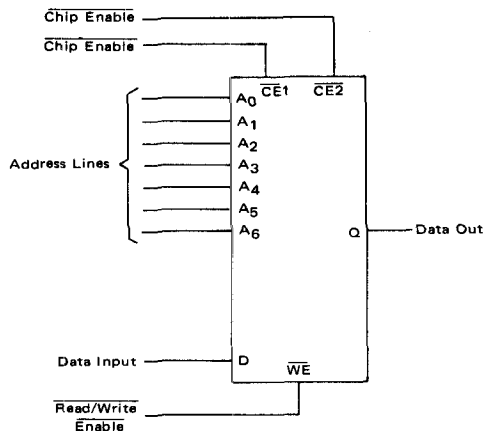 Chip Enable
Chip Enable
CE1 CE2
A0
A1
A2
Address Lines A3
A4
A5
A6
Q Data Out
Data Input D
WE
Read/Write
Enable